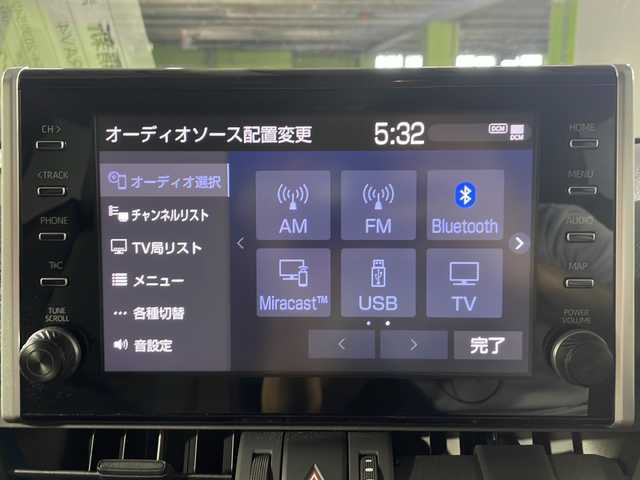 オーディオソース配置変更
5:32
DCM
DCM
オーディオ選択
チャンネルリスト
TV局リスト
メニュー
各種切替
音設定
AM
FM
Bluetooth
Miracast™
USB
TV
完了
CH >
< TRACK
PHONE
TUNE
SCROLL
HOME
MENU
AUDIO
MAP
POWER
VOLUME